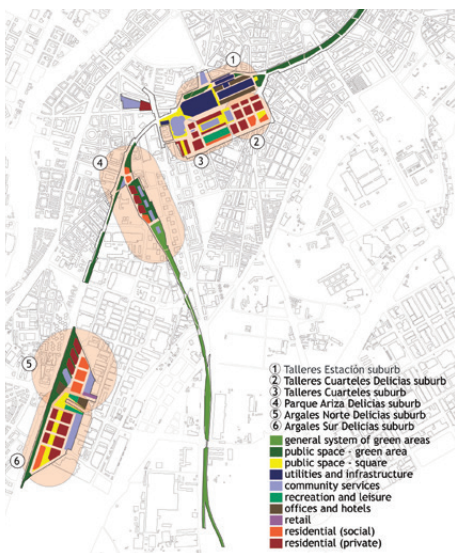 1
2
3
4
5
6
1 Talleres Estación suburb
2 Talleres Cuarteles Delicias suburb
3 Talleres Cuarteles suburb
4 Parque Ariza Delicias suburb
5 Argales Norte Delicias suburb
6 Argales Sur Delicias suburb
general system of green areas
public space - green area
public space - square
utilities and infrastructure
community services
recreation and leisure
offices and hotels
retail
residential (social)
residential (private)